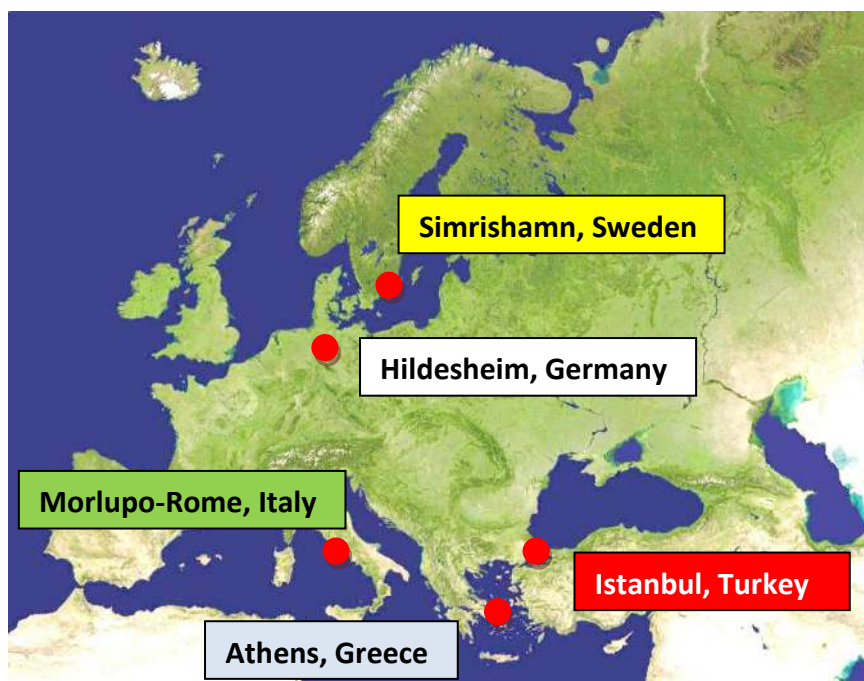 Simrishamn, Sweden
Hildesheim, Germany
Morlupo-Rome, Italy
Istanbul, Turkey
Athens, Greece